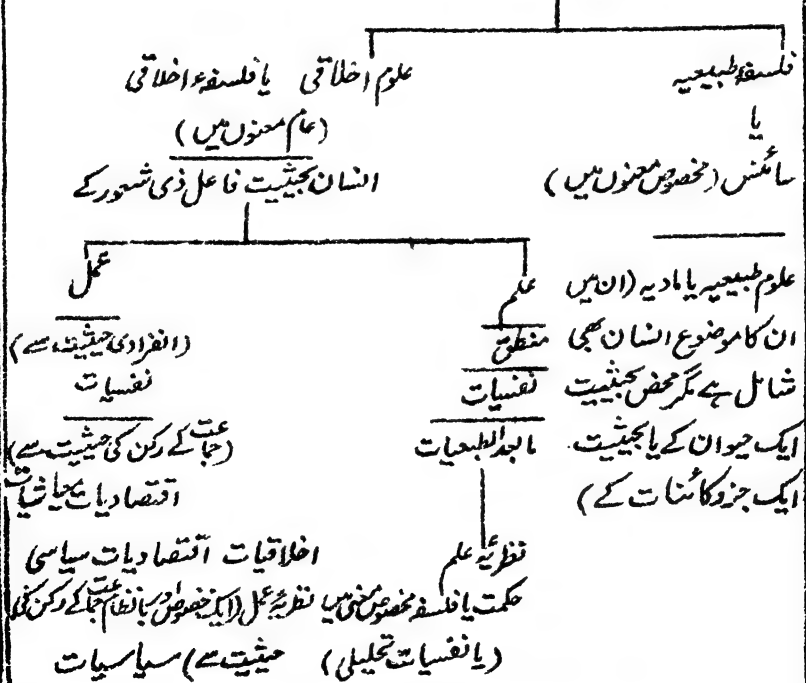 فلسفۂ طبیعیہ
یا
سائنس (مخصوص معنوں میں)
علوم طبیعیہ یا مادیہ (ان میں
ان کا موضوع انسان بھی
شامل ہے مگر محض بحیثیت
ایک حیوان کے یا بحیثیت
ایک جزو کائنات کے)
علوم اخلاقی یا فلسفۂ اخلاقی
(عام معنوں میں)
انسان بحیثیت فاعل ذی شعور کے
علم
منطق
نفسیات
مابعد الطبعیات
نظریۂ علم
حکمت یا فلسفہ مخصوص معنی میں
(یا نفسیات تحلیلی)
عمل
(انفرادی حیثیت سے)
نفسیات
(جماعت کے رکن کی حیثیت سے)
اقتصادیات
اخلاقیات اقتصادیات سیاسی
نظریۂ عمل (ایک جماعت کے رکن کی
حیثیت سے) سیاسیات